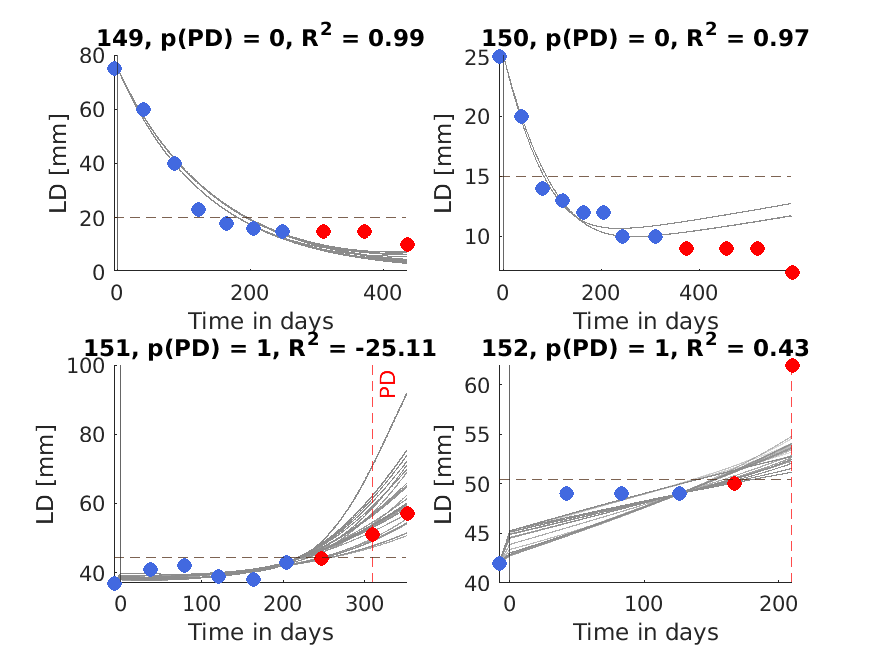 149, p(PD) = 0, R² = 0.99
80
60
40
20
0
LD [mm]
0 200 400
Time in days
150, p(PD) = 0, R² = 0.97
25
20
15
10
LD [mm]
0 200 400
Time in days
151, p(PD) = 1, R² = -25.11
100
80
60
40
LD [mm]
PD
0 100 200 300
Time in days
152, p(PD) = 1, R² = 0.43
60
55
50
45
40
LD [mm]
0 100 200
Time in days